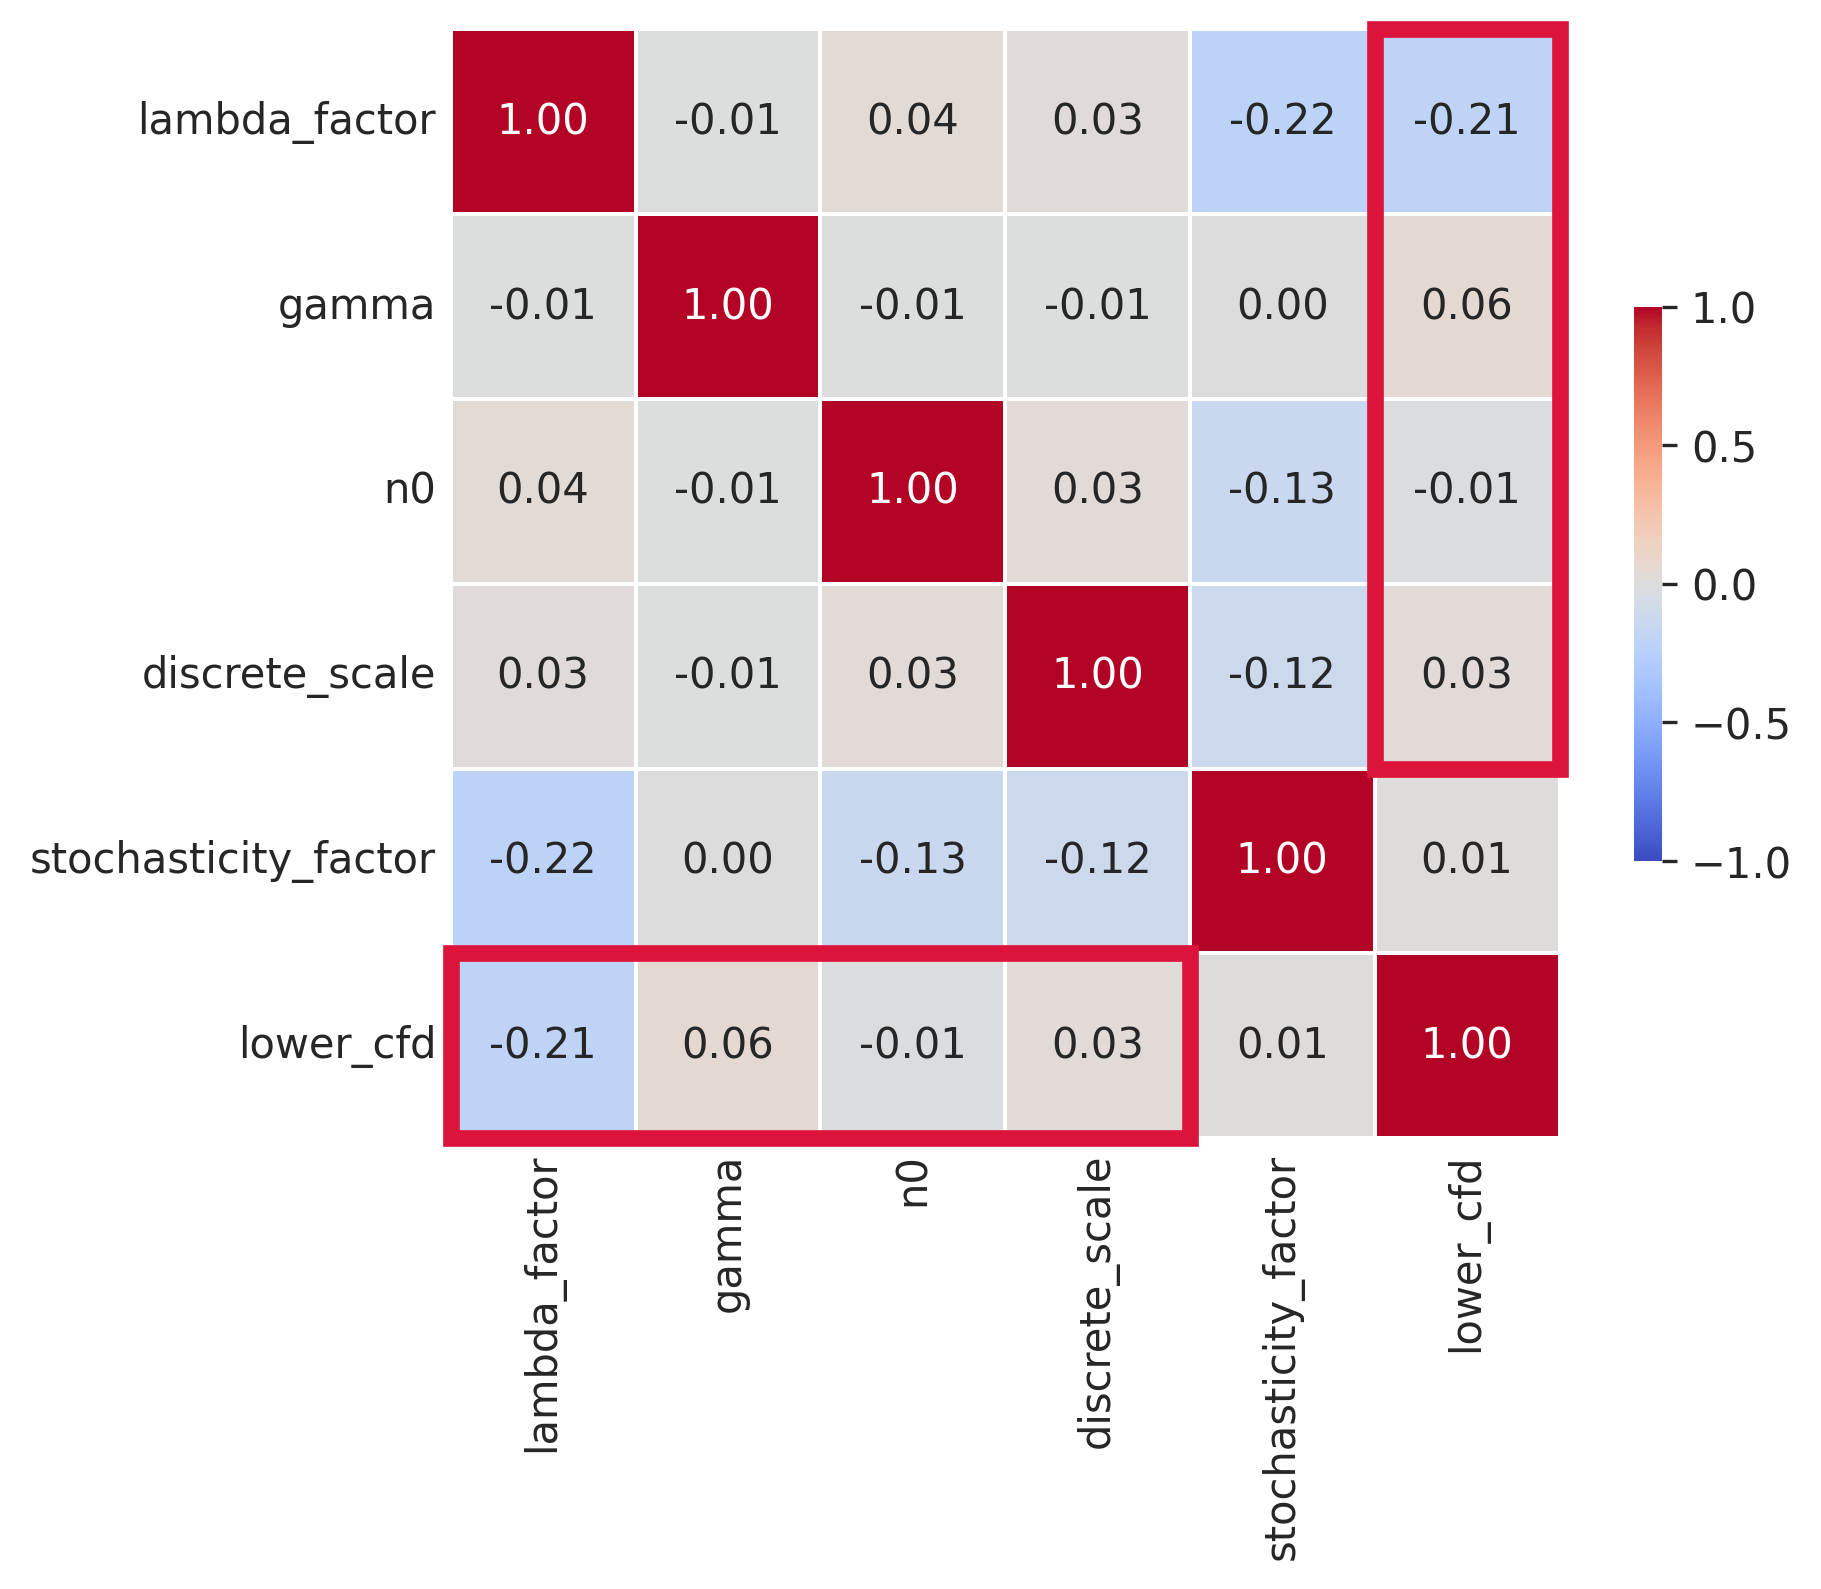 lambda_factor 1.00 -0.01 0.04 0.03 -0.22 -0.21
gamma -0.01 1.00 -0.01 -0.01 0.00 0.06
n0 0.04 -0.01 1.00 0.03 -0.13 -0.01
discrete_scale 0.03 -0.01 0.03 1.00 -0.12 0.03
stochasticity_factor -0.22 0.00 -0.13 -0.12 1.00 0.01
lower_cfd -0.21 0.06 -0.01 0.03 0.01 1.00
lambda_factor
gamma
n0
discrete_scale
stochasticity_factor
lower_cfd
1.0
0.5
0.0
−0.5
−1.0